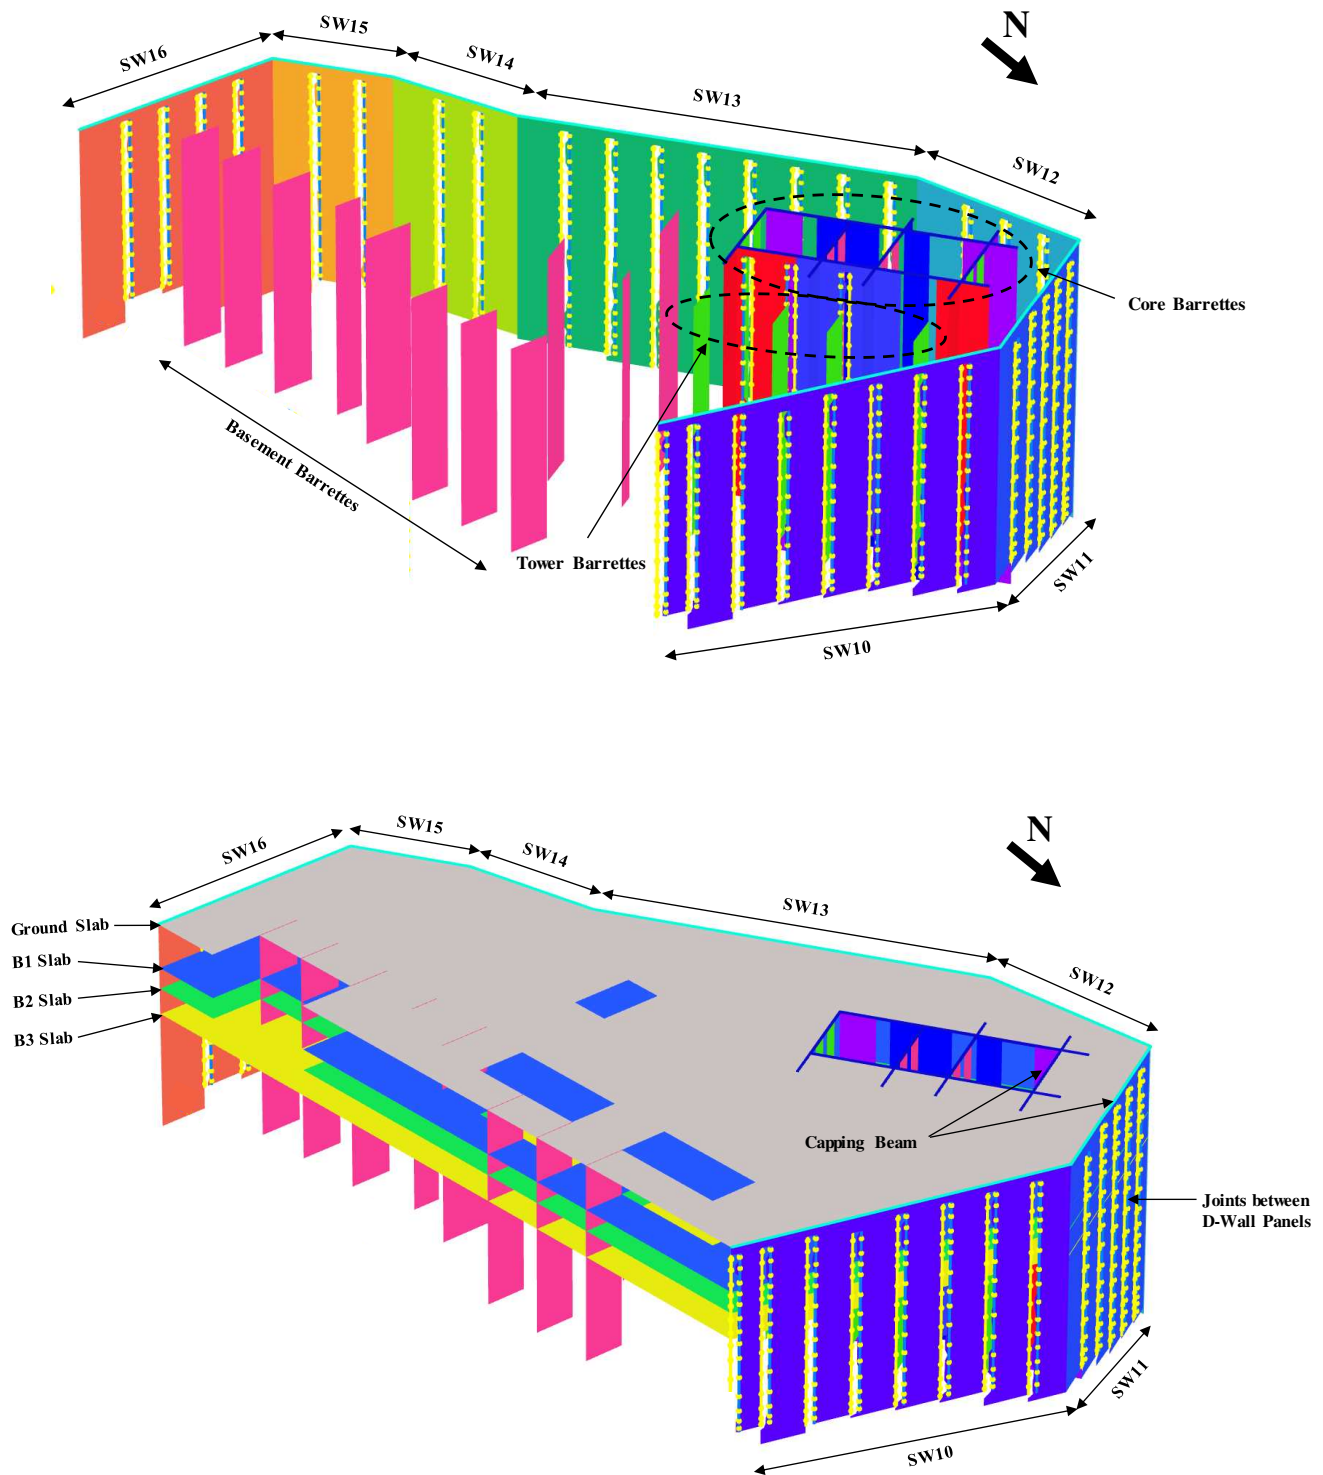 N
SW15
SW16
SW14
SW13
SW12
Core Barrettes
Basement Barrettes
Tower Barrettes
SW11
SW10
N
SW15
SW16
SW14
SW13
Ground Slab
B1 Slab
SW12
B2 Slab
B3 Slab
Capping Beam
Joints between
D-Wall Panels
SW11
SW10